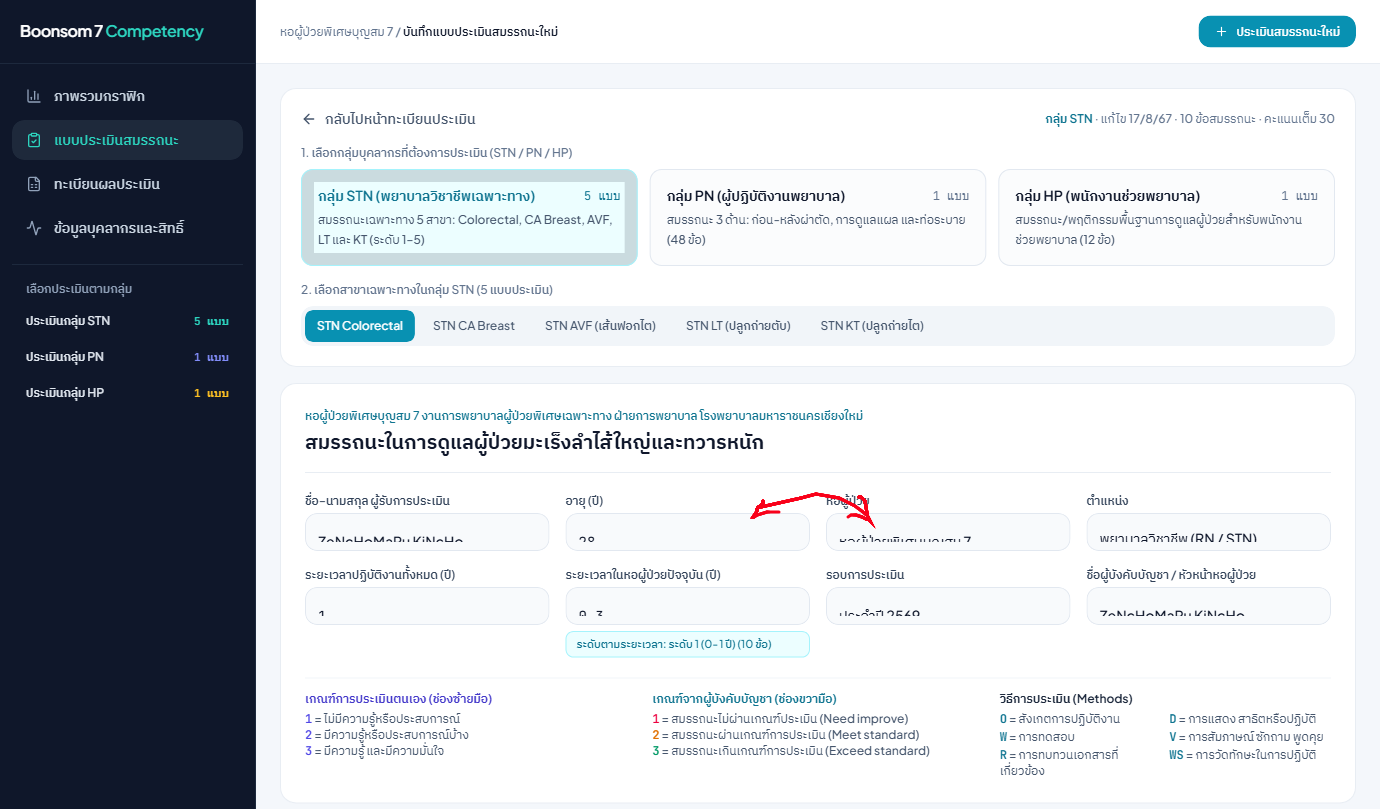 Boonsom 7 Competency
ภาพรวมกราฟิก
แบบประเมินสมรรถนะ
ทะเบียนผลประเมิน
ข้อมูลบุคลากรและสิทธิ์
เลือกประเมินตามกลุ่ม
ประเมินกลุ่ม STN 5 แบบ
ประเมินกลุ่ม PN 1 แบบ
ประเมินกลุ่ม HP 1 แบบ
หอผู้ป่วยพิเศษบุญสม 7 / บันทึกแบบประเมินสมรรถนะใหม่
+ ประเมินสมรรถนะใหม่
← กลับไปหน้าทะเบียนประเมิน
กลุ่ม STN · แก้ไข 17/8/67 · 10 ข้อสมรรถนะ · คะแนนเต็ม 30
1. เลือกกลุ่มบุคลากรที่ต้องการประเมิน (STN / PN / HP)
กลุ่ม STN (พยาบาลวิชาชีพเฉพาะทาง) 5 แบบ
สมรรถนะเฉพาะทาง 5 สาขา: Colorectal, CA Breast, AVF,
LT และ KT (ระดับ 1-5)
กลุ่ม PN (ผู้ปฏิบัติงานพยาบาล) 1 แบบ
สมรรถนะ 3 ด้าน: ก่อน-หลังผ่าตัด, การดูแลแผล และท่อระบาย
(48 ข้อ)
กลุ่ม HP (พนักงานช่วยพยาบาล) 1 แบบ
สมรรถนะ/พฤติกรรมพื้นฐานการดูแลผู้ป่วยสำหรับพนักงาน
ช่วยพยาบาล (12 ข้อ)
2. เลือกสาขาเฉพาะทางในกลุ่ม STN (5 แบบประเมิน)
STN Colorectal STN CA Breast STN AVF (เส้นฟอกไต) STN LT (ปลูกถ่ายตับ) STN KT (ปลูกถ่ายไต)
หอผู้ป่วยพิเศษบุญสม 7 งานการพยาบาลผู้ป่วยพิเศษเฉพาะทาง ฝ่ายการพยาบาล โรงพยาบาลมหาราชนครเชียงใหม่
สมรรถนะในการดูแลผู้ป่วยมะเร็งลำไส้ใหญ่และทวารหนัก
ชื่อ-นามสกุล ผู้รับการประเมิน อายุ (ปี) หอผู้ป่วย ตำแหน่ง
28 หอผู้ป่วยพิเศษบุญสม 7 พยาบาลวิชาชีพ (RN / STN)
ระยะเวลาปฏิบัติงานทั้งหมด (ปี) ระยะเวลาในหอผู้ป่วยปัจจุบัน (ปี) รอบการประเมิน ชื่อผู้บังคับบัญชา / หัวหน้าหอผู้ป่วย
1 ประจำปี 2569
ระดับตามระยะเวลา: ระดับ 1 (0-1 ปี) (10 ข้อ)
เกณฑ์การประเมินตนเอง (ช่องซ้ายมือ)
1 = ไม่มีความรู้หรือประสบการณ์
2 = มีความรู้หรือประสบการณ์บ้าง
3 = มีความรู้ และมีความมั่นใจ
เกณฑ์จากผู้บังคับบัญชา (ช่องขวามือ)
1 = สมรรถนะไม่ผ่านเกณฑ์ประเมิน (Need improve)
2 = สมรรถนะผ่านเกณฑ์การประเมิน (Meet standard)
3 = สมรรถนะเกินเกณฑ์การประเมิน (Exceed standard)
วิธีการประเมิน (Methods)
O = สังเกตการปฏิบัติงาน
W = การทดสอบ
R = การทบทวนเอกสารที่
เกี่ยวข้อง
D = การแสดง สาธิตหรือปฏิบัติ
V = การสัมภาษณ์ ซักถาม พูดคุย
WS = การวัดทักษะในการปฏิบัติ